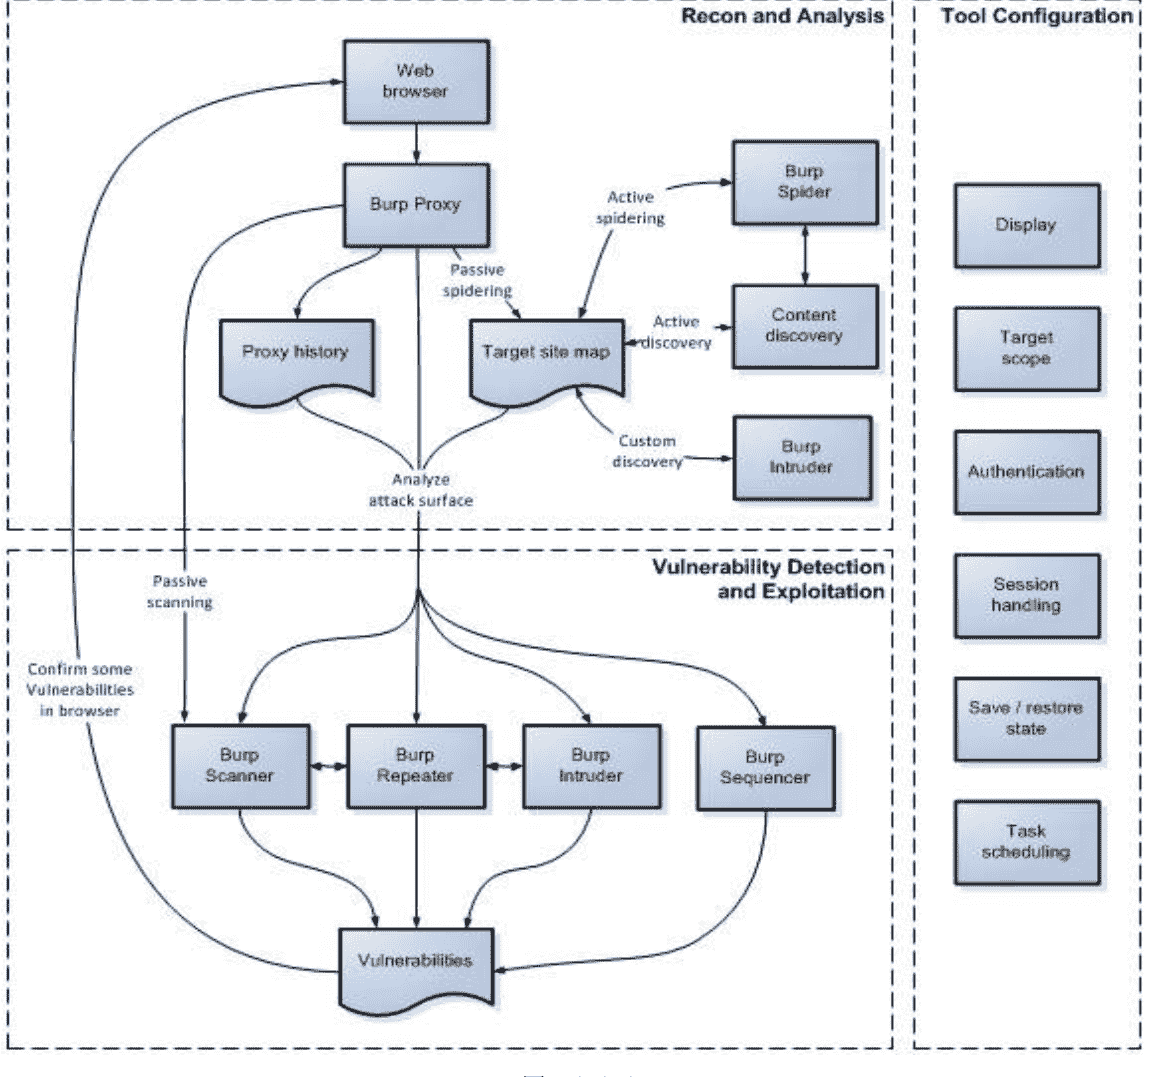 Recon and Analysis
Tool Configuration
Web
browser
Burp Proxy
Burp
Spider
Active
spidering
Passive
spidering
Proxy history
Target site map
Active
discovery
Content
discovery
Custom
discovery
Burp
Intruder
Analyze
attack surface
Vulnerability Detection
and Exploitation
Passive
scanning
Confirm some
Vulnerabilities
in browser
Burp
Scanner
Burp
Repeater
Burp
Intruder
Burp
Sequencer
Vulnerabilities
Display
Target
scope
Authentication
Session
handling
Save / restore
state
Task
scheduling